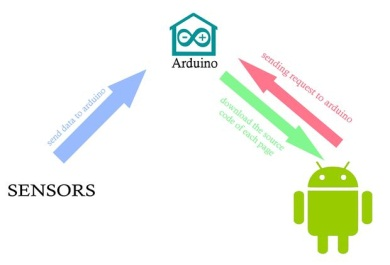 Arduino
send data to arduino
sending request to arduino
download the source
code of each page
SENSORS